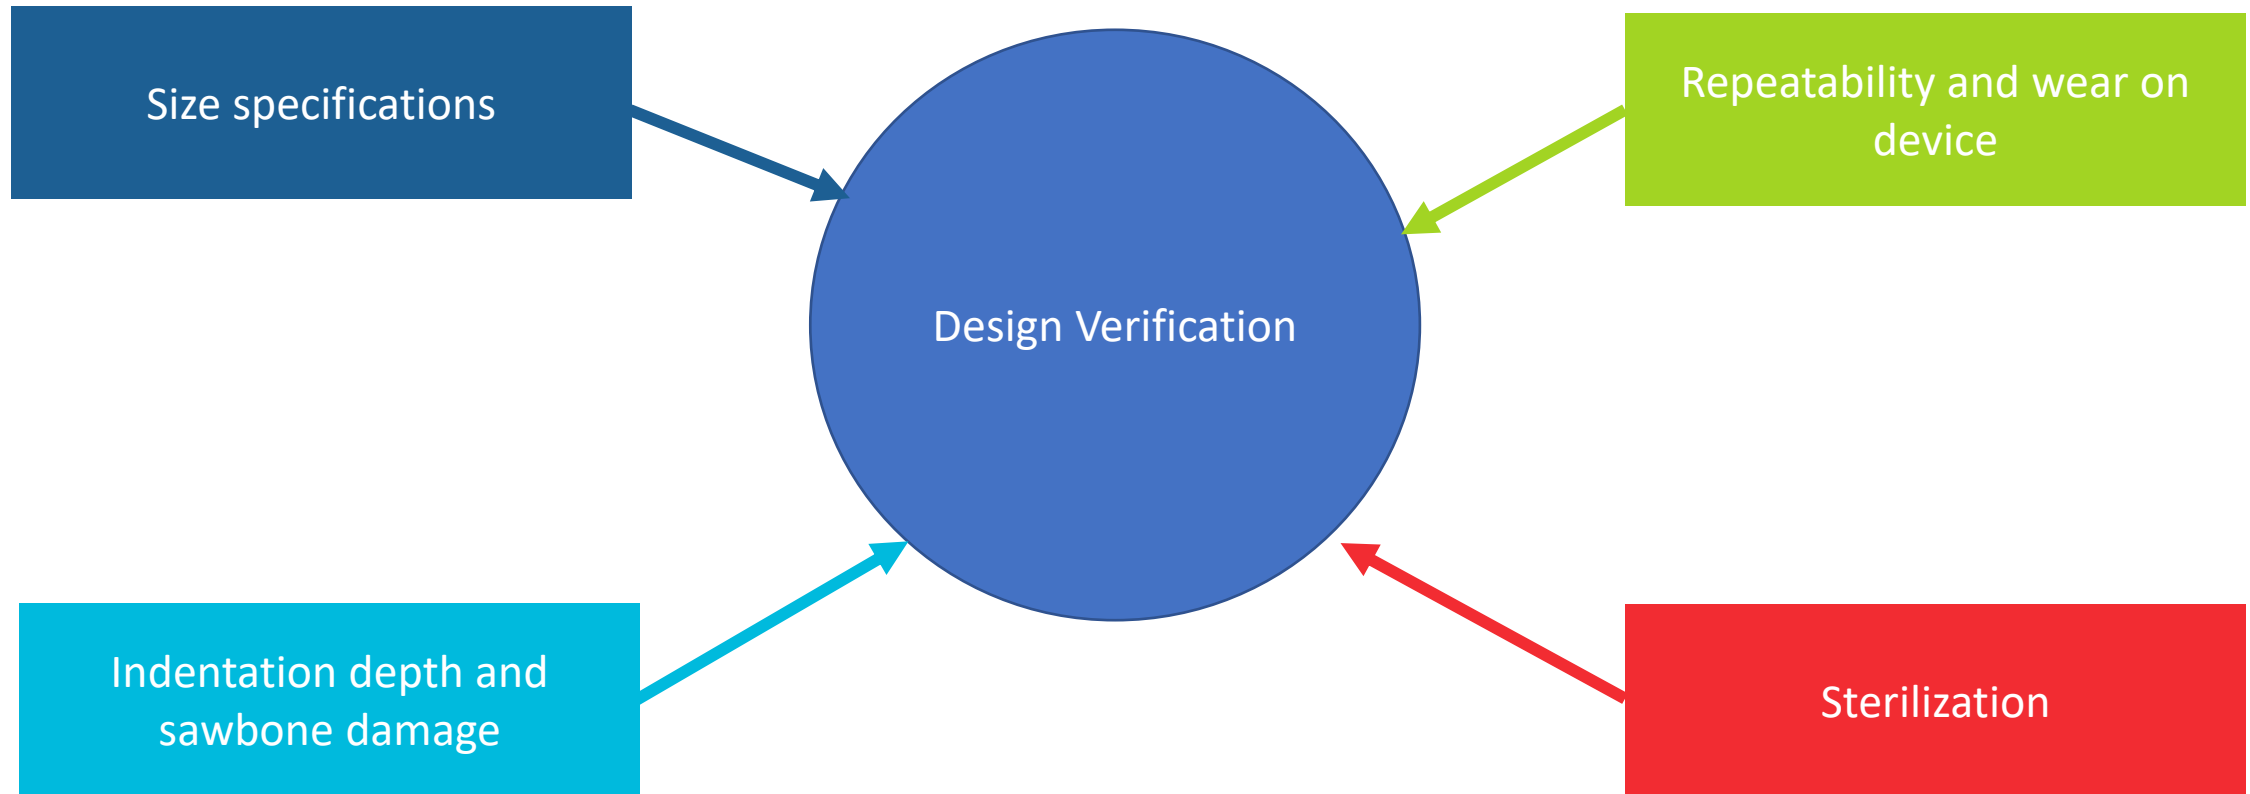 Size specifications
Repeatability and wear on
device
Design Verification
Indentation depth and
sawbone damage
Sterilization